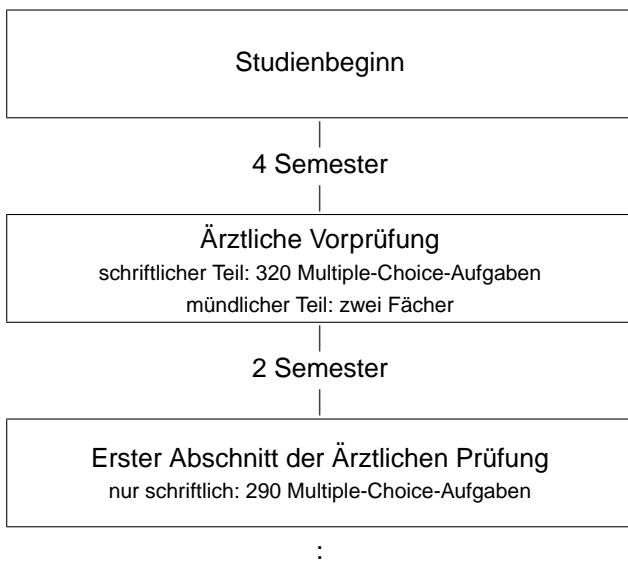 Studienbeginn
4 Semester
Ärztliche Vorprüfung
schriftlicher Teil: 320 Multiple-Choice-Aufgaben
mündlicher Teil: zwei Fächer
2 Semester
Erster Abschnitt der Ärztlichen Prüfung
nur schriftlich: 290 Multiple-Choice-Aufgaben
: